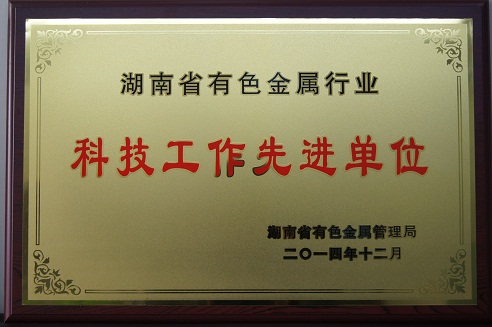 湖南省有色金属行业
科技工作先进单位
湖南省有色金属管理局
二〇一四年十二月